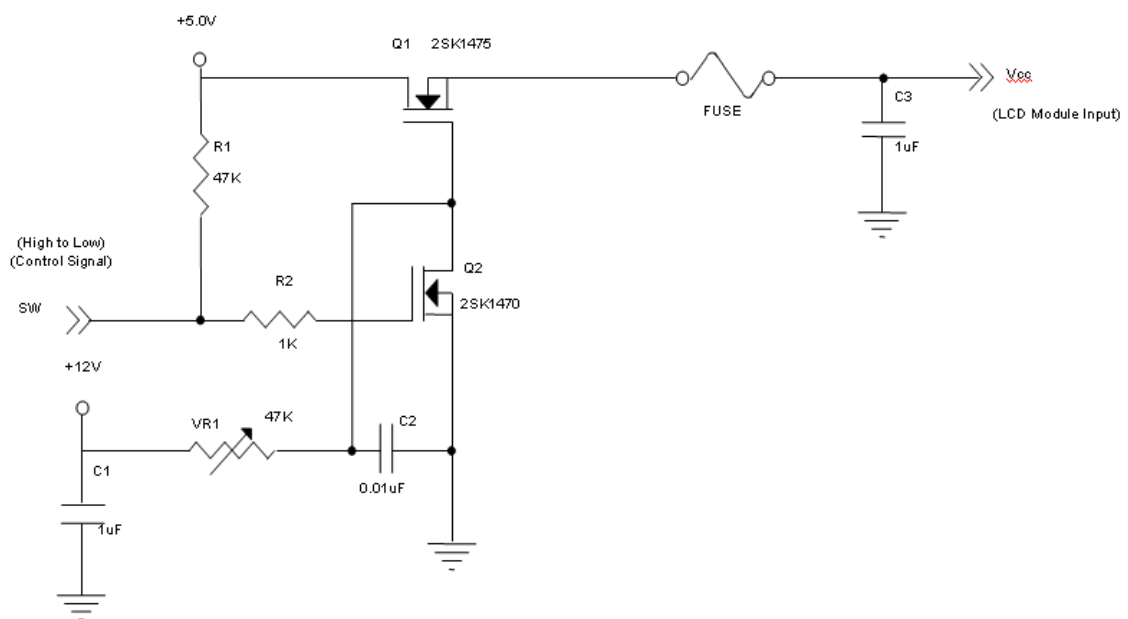 +5.0V
Q1 2SK1475
Vcc
FUSE
C3
(LCD Module Input)
1uF
R1
47K
(High to Low)
(Control Signal)
R2
Q2
SW
2SK1470
1K
+12V
VR1
47K
C2
C1
0.01uF
1uF